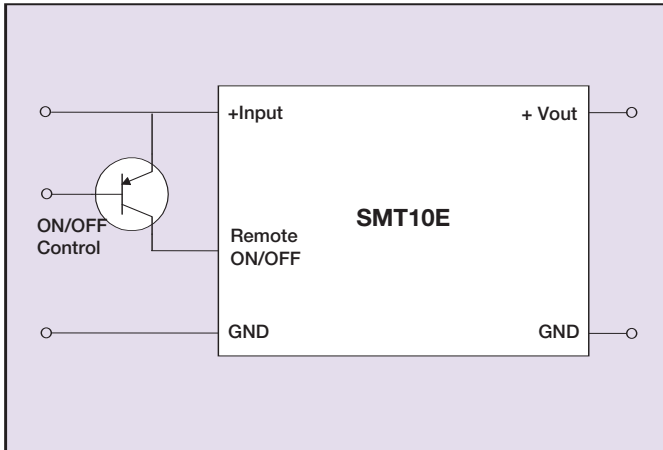 +Input
+ Vout
ON/OFF
Control
SMT10E
Remote
ON/OFF
GND
GND